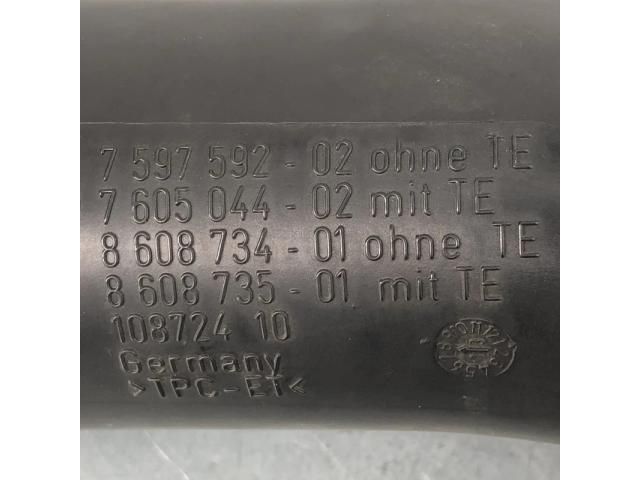 7 597 592 - 02 ohne TE
7 605 044 - 02 mit TE
8 608 734 - 01 ohne TE
8 608 735 - 01 mit TE
108724 10
Germany
>TPC-ET<